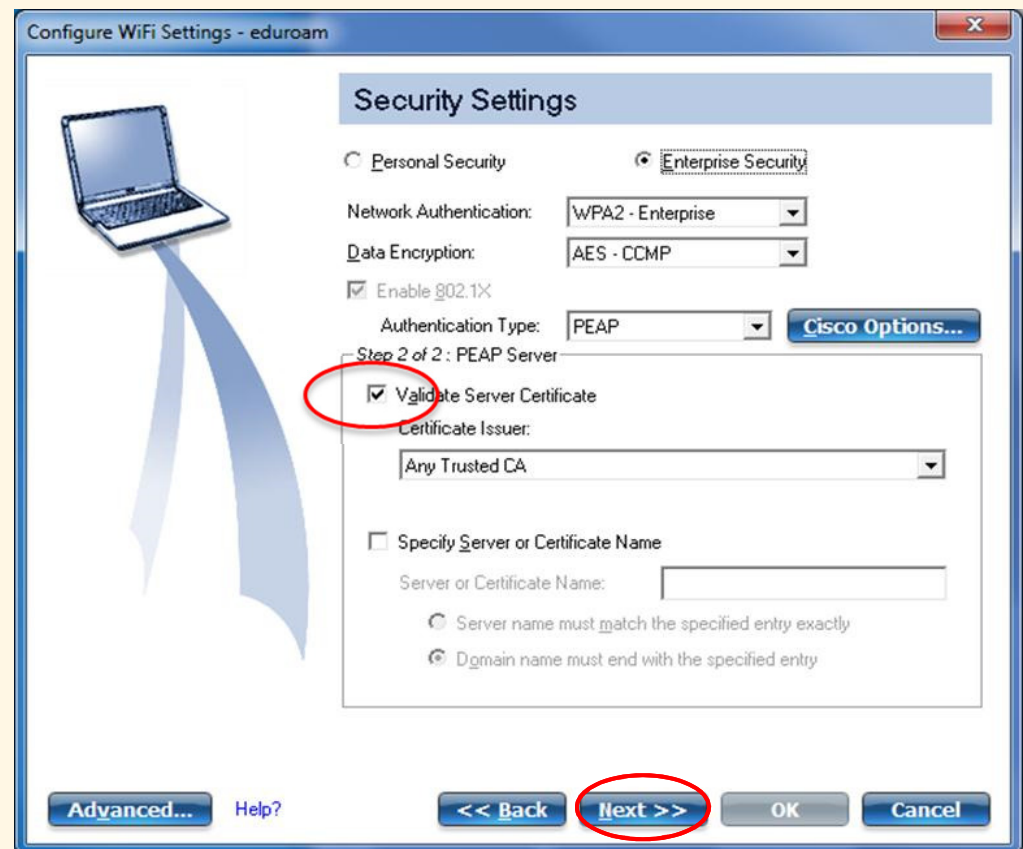 Configure WiFi Settings - eduroam
x
Security Settings
Personal Security Enterprise Security
Network Authentication: WPA2 - Enterprise
Data Encryption: AES - CCMP
Enable 802.1X
Authentication Type: PEAP Cisco Options...
Step 2 of 2 : PEAP Server
Validate Server Certificate
Certificate Issuer:
Any Trusted CA
Specify Server or Certificate Name
Server or Certificate Name:
Server name must match the specified entry exactly
Domain name must end with the specified entry
Advanced... Help? << Back Next >> OK Cancel